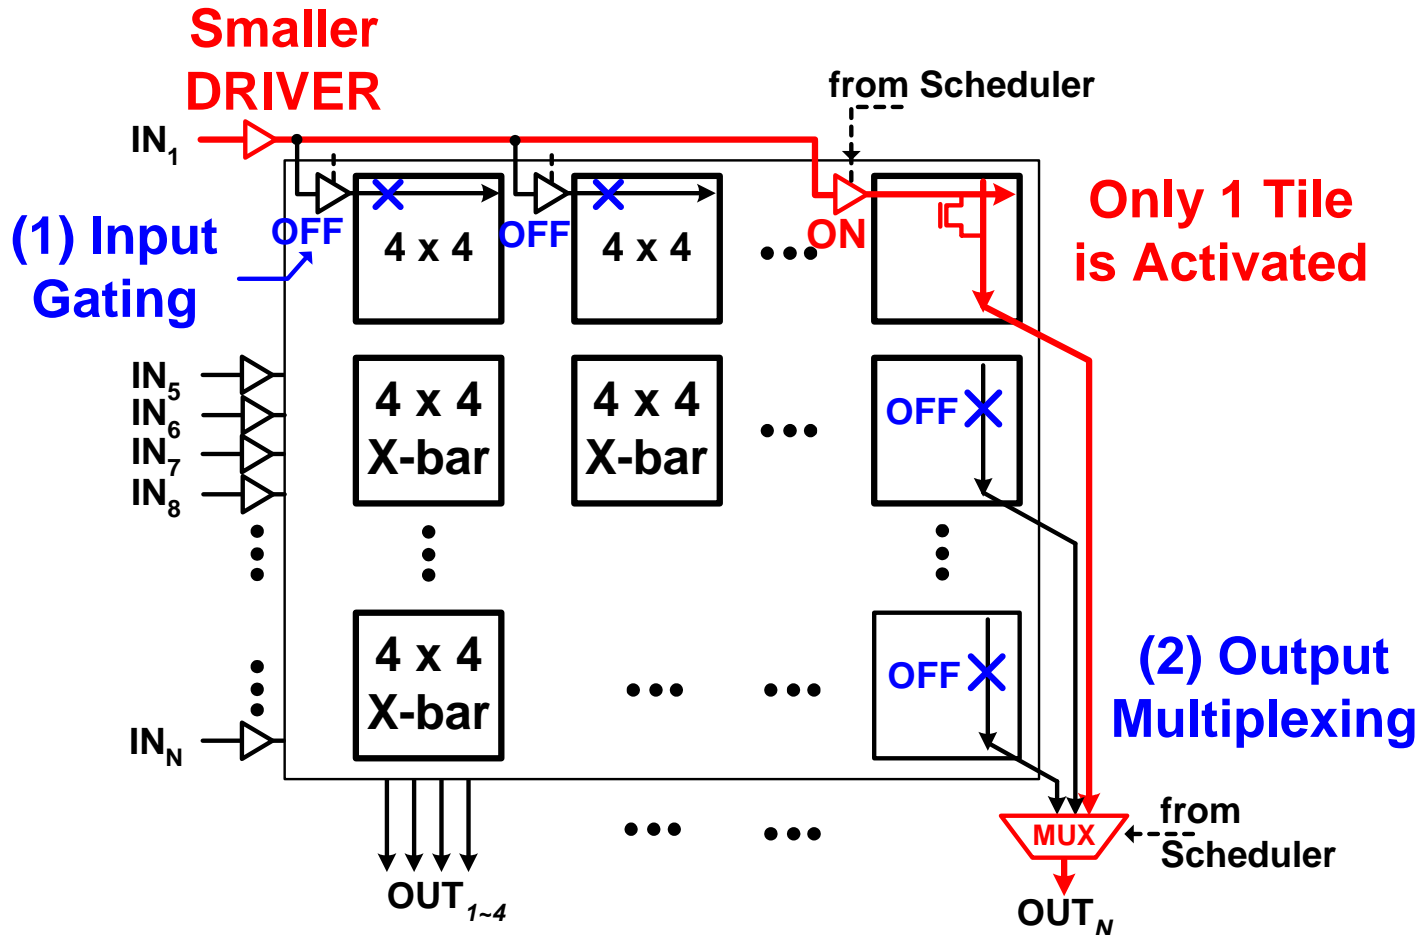 Smaller
DRIVER
from Scheduler
IN1
OFF
OFF
ON
4 x 4
4 x 4
(1) Input
Gating
Only 1 Tile
is Activated
IN5
IN6
IN7
IN8
4 x 4
X-bar
4 x 4
X-bar
OFF
4 x 4
X-bar
OFF
(2) Output
Multiplexing
INN
MUX
from
Scheduler
OUT1~4
OUTN